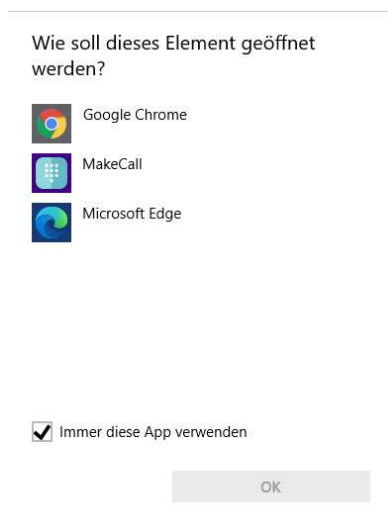 Wie soll dieses Element geöffnet
werden?
Google Chrome
MakeCall
Microsoft Edge
Immer diese App verwenden
OK